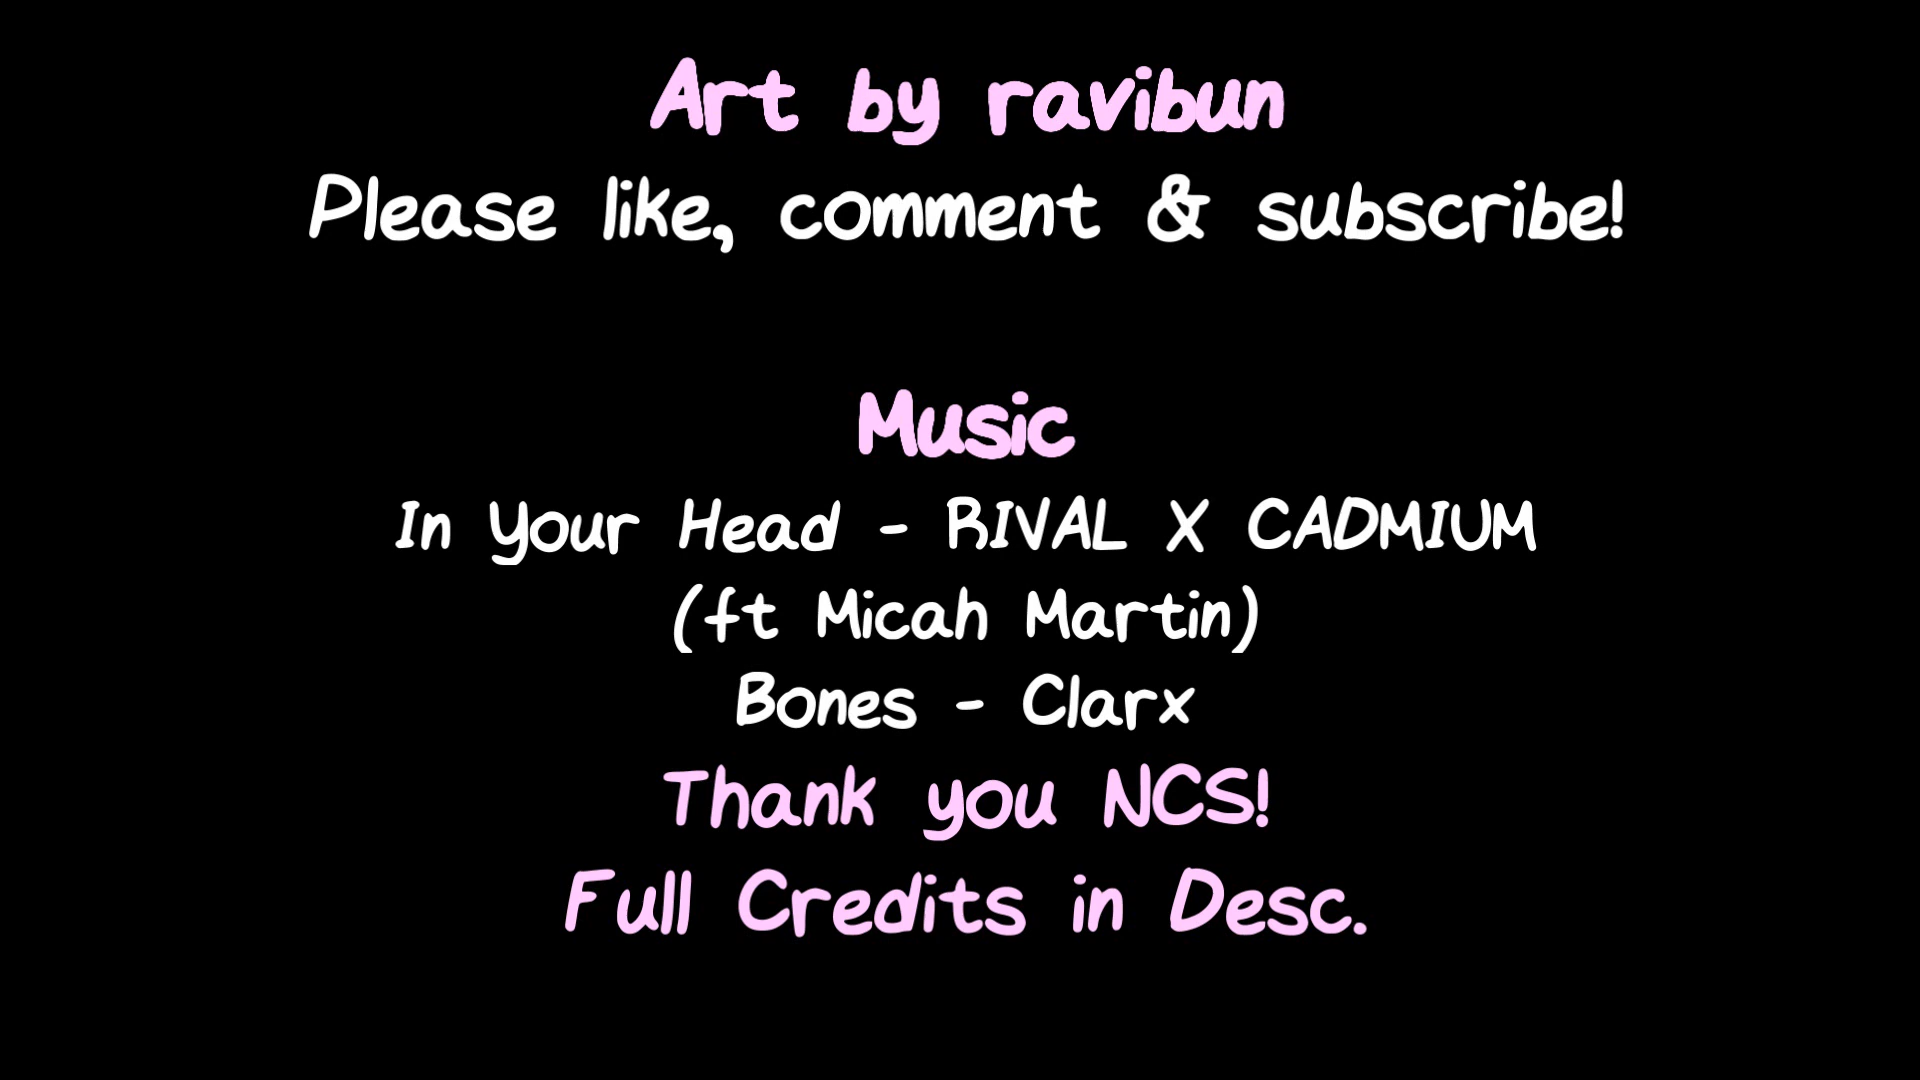 Art by ravibun
Please like, comment & subscribe!
Music
In Your Head - RIVAL X CADMIUM
(ft Micah Martin)
Bones - Clarx
Thank you NCS!
Full Credits in Desc.